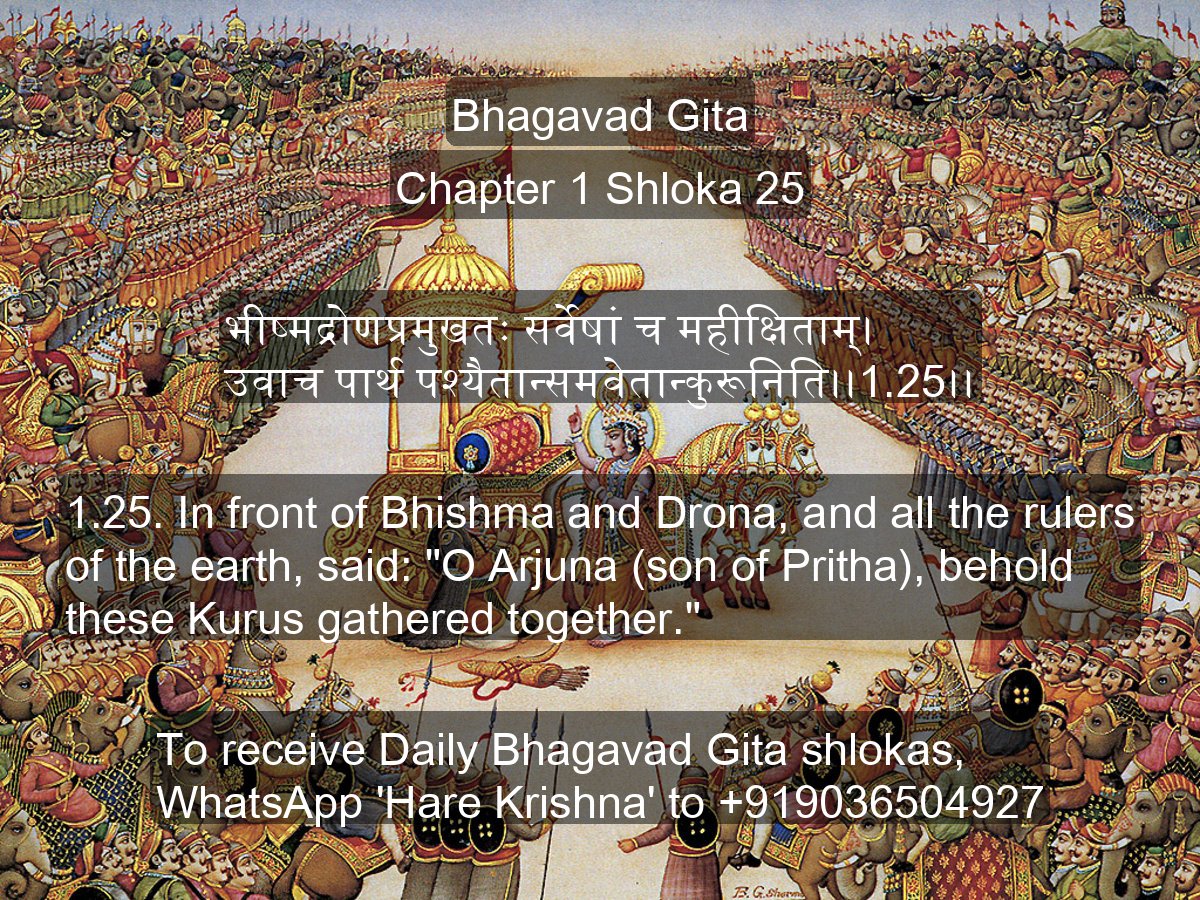 Bhagavad Gita
Chapter 1 Shloka 25
भीष्मद्रोणप्रमुखतः सर्वेषां च महीक्षिताम्।
उवाच पार्थ पश्यैतान्समवेतान्कुरूनिति।।1.25।।
1.25. In front of Bhishma and Drona, and all the rulers
of the earth, said: "O Arjuna (son of Pritha), behold
these Kurus gathered together."
To receive Daily Bhagavad Gita shlokas,
WhatsApp 'Hare Krishna' to +919036504927
B.G. Sharma